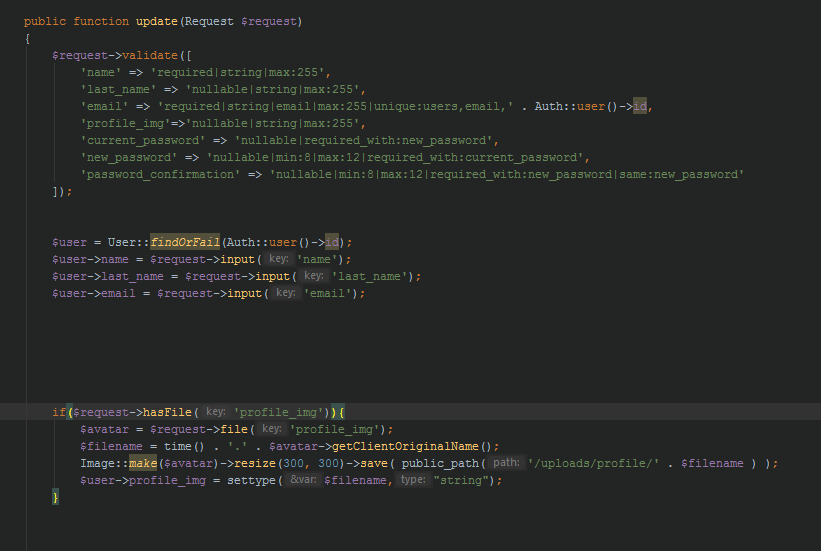 public function update(Request $request)
{
$request->validate([
'name' => 'required|string|max:255',
'last_name' => 'nullable|string|max:255',
'email' => 'required|string|email|max:255|unique:users,email,' . Auth::user()->id,
'profile_img'=>'nullable|string|max:255',
'current_password' => 'nullable|required_with:new_password',
'new_password' => 'nullable|min:8|max:12|required_with:current_password',
'password_confirmation' => 'nullable|min:8|max:12|required_with:new_password|same:new_password'
]);
$user = User::findOrFail(Auth::user()->id);
$user->name = $request->input( key: 'name');
$user->last_name = $request->input( key: 'last_name');
$user->email = $request->input( key: 'email');
if($request->hasFile( key: 'profile_img')){
$avatar = $request->file( key: 'profile_img');
$filename = time() . '.' . $avatar->getClientOriginalName();
Image::make($avatar)->resize(300, 300)->save( public_path( path: '/uploads/profile/' . $filename ) );
$user->profile_img = settype( &var: $filename, type: "string");
}